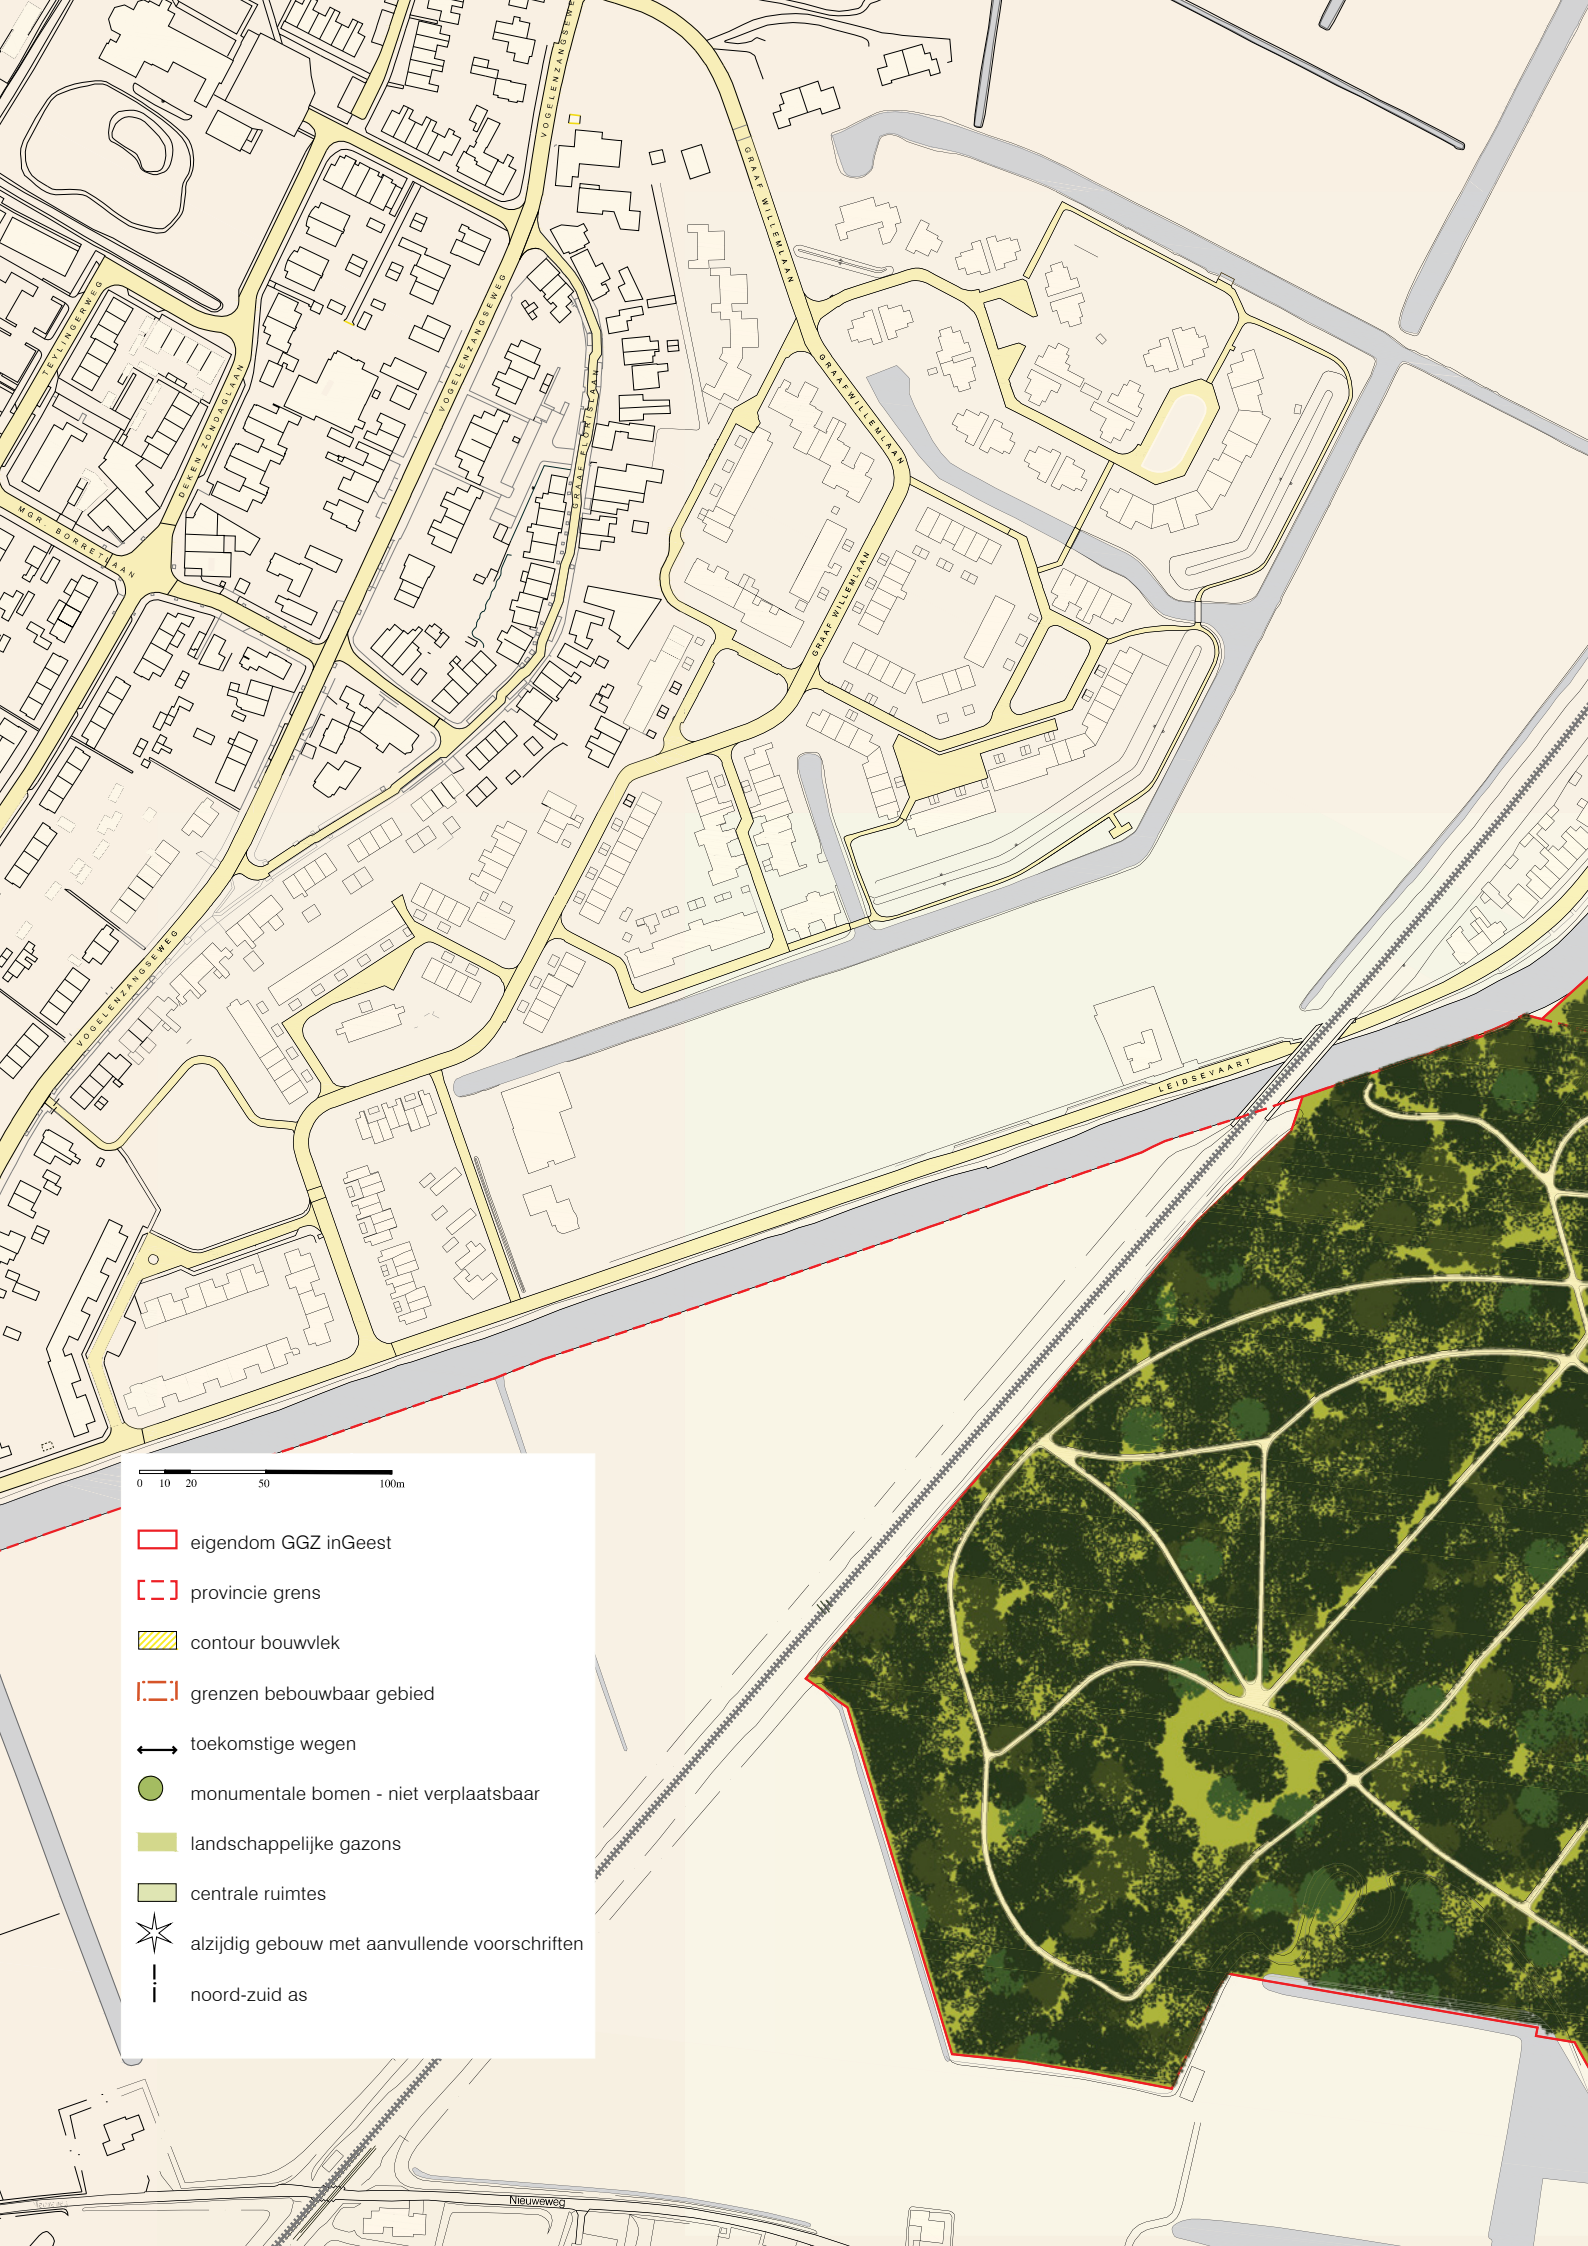 VOGELENZANGSEWEG
GRAAF WILLEMLAAN
TEYLINGERWEG
DEKEN ZONDAGLAAN
VOGELENZANGSEWEG
GRAAF FLORISLAAN
GRAAFWILLEMLAAN
MGR. BORRETLAAN
GRAAF WILLEMLAAN
VOGELENZANGSEWEG
LEIDSEVAART
0 10 20 50 100m
eigendom GGZ inGeest
provincie grens
contour bouwvlek
grenzen bebouwbaar gebied
toekomstige wegen
monumentale bomen - niet verplaatsbaar
landschappelijke gazons
centrale ruimtes
alzijdig gebouw met aanvullende voorschriften
noord-zuid as
Nieuweweg